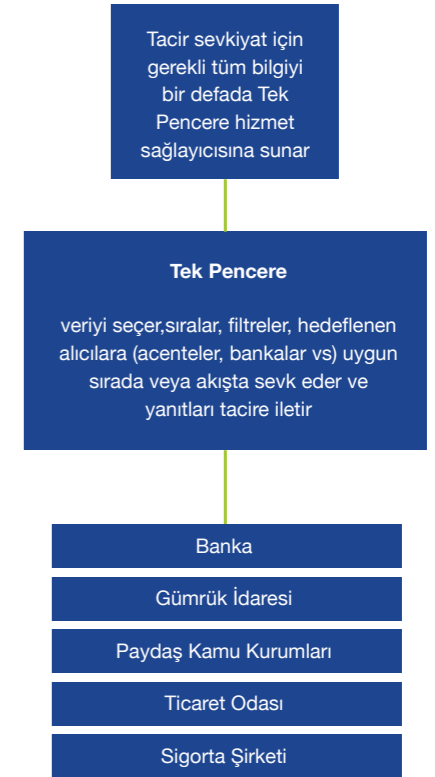 Tacir sevkiyat için
gerekli tüm bilgiyi
bir defada Tek
Pencere hizmet
sağlayıcısına sunar
Tek Pencere
veriyi seçer,sıralar, filtreler, hedeflenen
alıcılara (acenteler, bankalar vs) uygun
sırada veya akışta sevk eder ve
yanıtları tacire iletir
Banka
Gümrük İdaresi
Paydaş Kamu Kurumları
Ticaret Odası
Sigorta Şirketi